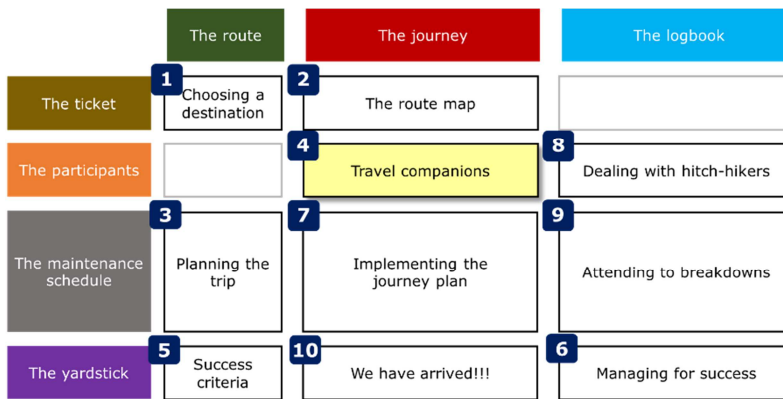 The route
The journey
The logbook
The ticket
1
Choosing a
destination
2
The route map
The participants
4
Travel companions
8
Dealing with hitch-hikers
The maintenance
schedule
3
Planning the
trip
7
Implementing the
journey plan
9
Attending to breakdowns
The yardstick
5
Success
criteria
10
We have arrived!!!
6
Managing for success